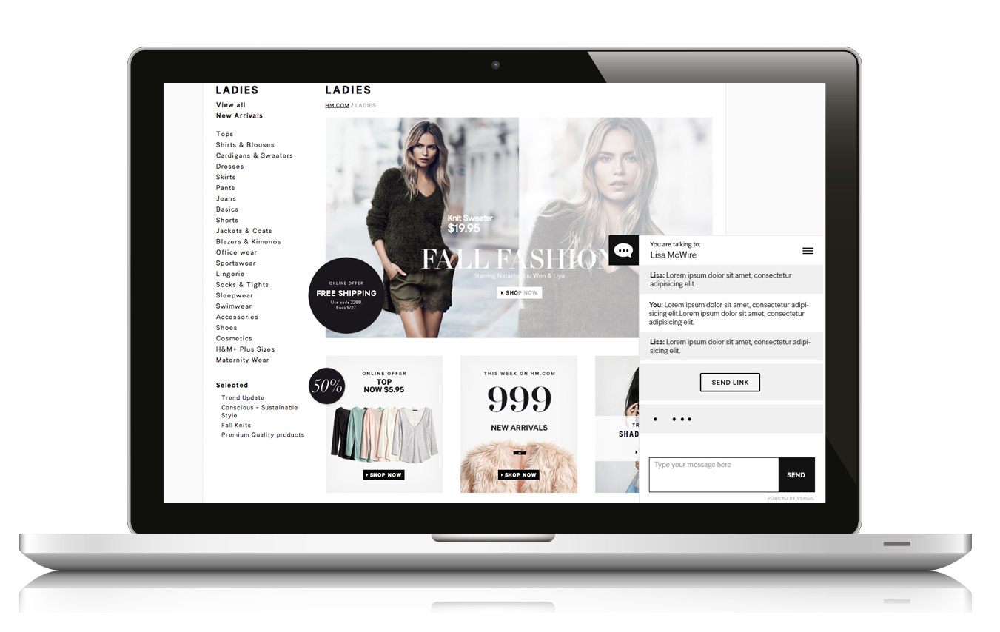 LADIES
View all
New Arrivals
Tops
Shirts & Blouses
Cardigans & Sweaters
Dresses
Skirts
Pants
Jeans
Basics
Shorts
Jackets & Coats
Blazers & Kimonos
Office wear
Sportswear
Lingerie
Socks & Tights
Sleepwear
Swimwear
Accessories
Shoes
Cosmetics
H&M+ Plus Sizes
Maternity Wear
Selected
Trend Update
Conscious - Sustainable
Style
Fall Knits
Premium Quality products
LADIES
HM.COM / LADIES
Knit Sweater
$19.95
FALL FASHION
Starring Natasha, Liu Wen & Liya
SHOP NOW
ONLINE OFFER
FREE SHIPPING
Use code 2288.
Ends 9/27.
50%
ONLINE OFFER
TOP
NOW $5.95
SHOP NOW
THIS WEEK ON HM.COM
999
NEW ARRIVALS
SHOP NOW
TR
SHAD
You are talking to:
Lisa McWire
Lisa: Lorem ipsum dolor sit amet, consectetur
adipisicing elit.
You: Lorem ipsum dolor sit amet, consectetur adipi-
sicing elit.Lorem ipsum dolor sit amet, consectetur
adipisicing elit.
Lisa: Lorem ipsum dolor sit amet, consectetur adipi-
sicing elit.
SEND LINK
Type your message here
SEND
POWERD BY VERGIC